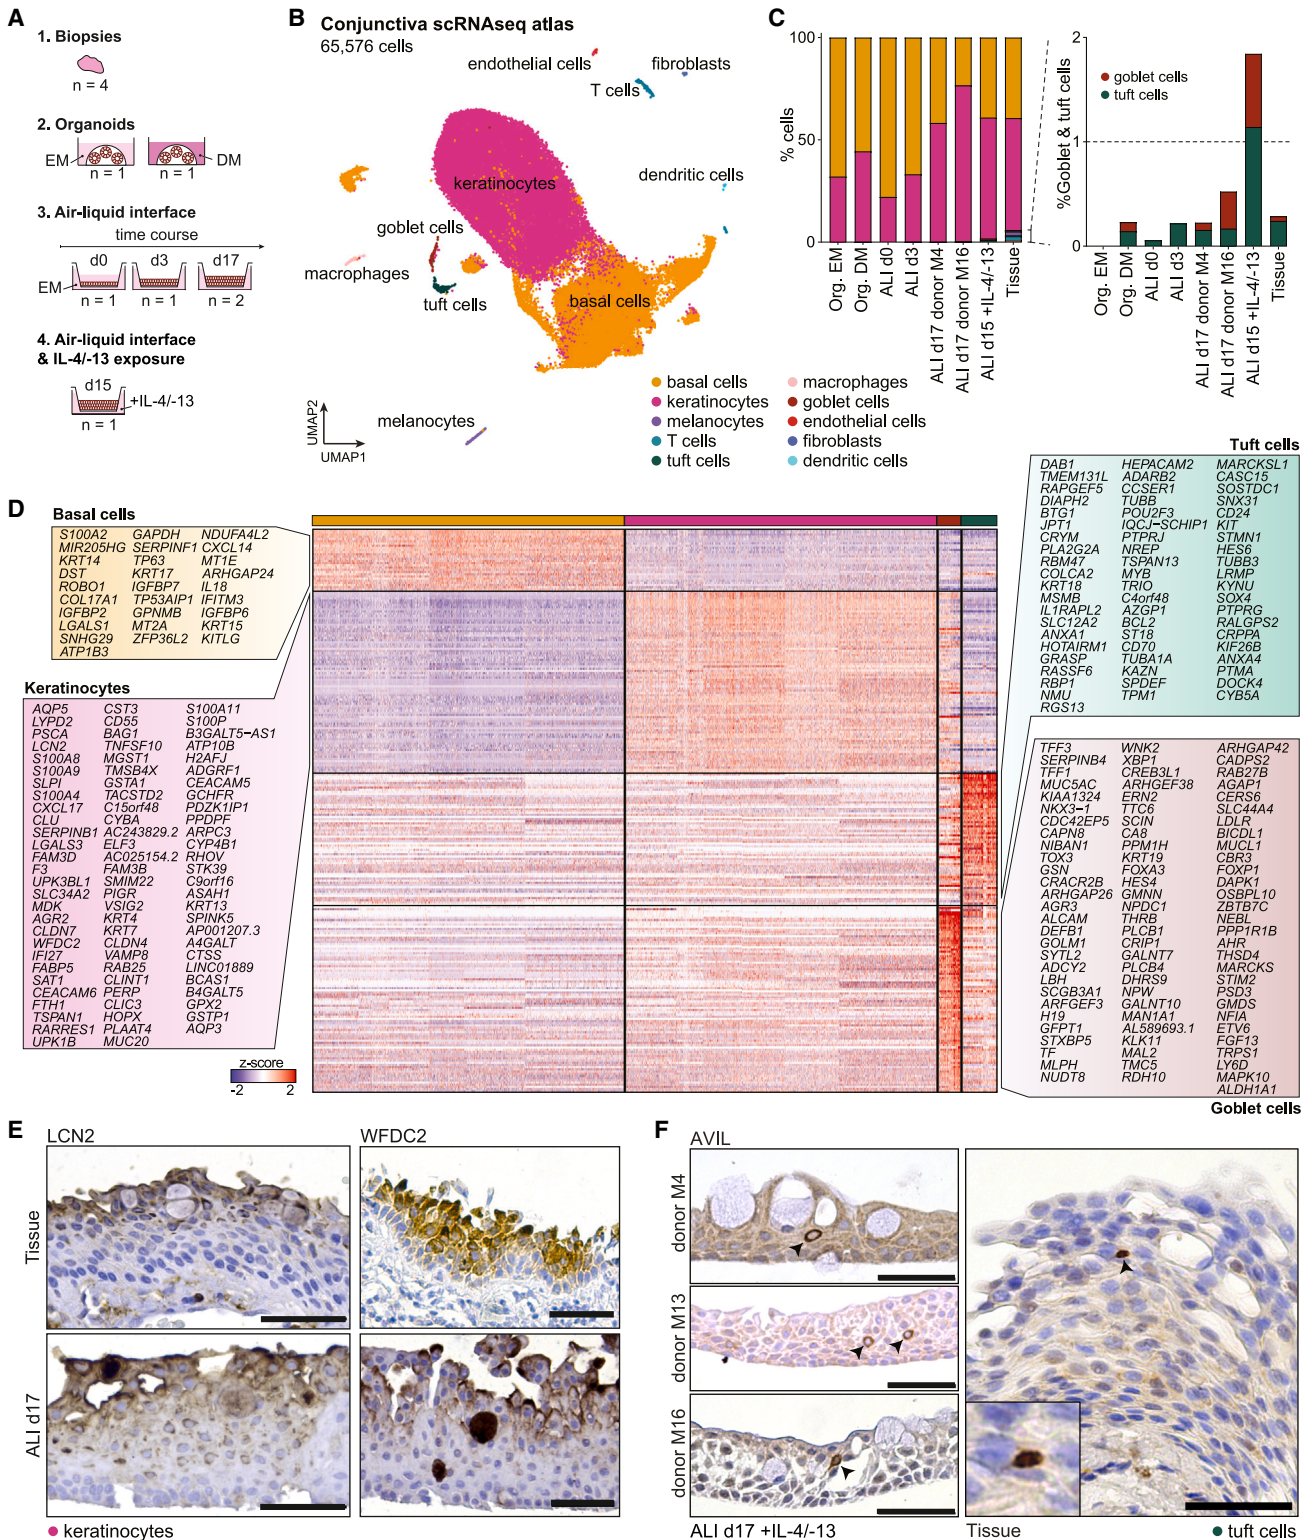 A
1. Biopsies
n = 4
2. Organoids
EM
DM
n = 1
n = 1
3. Air-liquid interface
time course
d0
d3
d17
EM
n = 1
n = 1
n = 2
4. Air-liquid interface
& IL-4/-13 exposure
d15
+IL-4/-13
n = 1
B
Conjunctiva scRNAseq atlas
65,576 cells
endothelial cells
fibroblasts
T cells
dendritic cells
keratinocytes
goblet cells
macrophages
tuft cells
basal cells
melanocytes
UMAP2
UMAP1
basal cells
keratinocytes
melanocytes
T cells
tuft cells
macrophages
goblet cells
endothelial cells
fibroblasts
dendritic cells
C
100
50
0
% cells
Org. EM
Org. DM
ALI d0
ALI d3
ALI d17 donor M4
ALI d17 donor M16
ALI d15 +IL-4/-13
Tissue
2
1
0
%Goblet & tuft cells
goblet cells
tuft cells
Org. EM
Org. DM
ALI d0
ALI d3
ALI d17 donor M4
ALI d17 donor M16
ALI d15 +IL-4/-13
Tissue
D
Basal cells
S100A2 GAPDH NDUFA4L2
MIR205HG SERPINF1 CXCL14
KRT14 TP63 MT1E
DST KRT17 ARHGAP24
ROBO1 IGFBP7 IL18
COL17A1 TP53AIP1 IFITM3
IGFBP2 GPNMB IGFBP6
LGALS1 MT2A KRT15
SNHG29 ZFP36L2 KITLG
ATP1B3
Keratinocytes
AQP5 CST3 S100A11
LYPD2 CD55 S100P
PSCA BAG1 B3GALT5−AS1
LCN2 TNFSF10 ATP10B
S100A8 MGST1 H2AFJ
S100A9 TMSB4X ADGRF1
SLPI GSTA1 CEACAM5
S100A4 TACSTD2 GCHFR
CXCL17 C15orf48 PDZK1IP1
CLU CYBA PPDPF
SERPINB1 AC243829.2 ARPC3
LGALS3 ELF3 CYP4B1
FAM3D AC025154.2 RHOV
F3 FAM3B STK39
UPK3BL1 SMIM22 C9orf16
SLC34A2 PIGR ASAH1
MDK VSIG2 KRT13
AGR2 KRT4 SPINK5
CLDN7 KRT7 AP001207.3
WFDC2 CLDN4 A4GALT
IFI27 VAMP8 CTSS
FABP5 RAB25 LINC01889
SAT1 CLINT1 BCAS1
CEACAM6 PERP B4GALT5
FTH1 CLIC3 GPX2
TSPAN1 HOPX GSTP1
RARRES1 PLAAT4 AQP3
UPK1B MUC20
z-score
-2 2
Tuft cells
DAB1 HEPACAM2 MARCKSL1
TMEM131L ADARB2 CASC15
RAPGEF5 CCSER1 SOSTDC1
DIAPH2 TUBB SNX31
BTG1 POU2F3 CD24
JPT1 IQCJ−SCHIP1 KIT
CRYM PTPRJ STMN1
PLA2G2A NREP HES6
RBM47 TSPAN13 TUBB3
COLCA2 MYB LRMP
KRT18 TRIO KYNU
MSMB C4orf48 SOX4
IL1RAPL2 AZGP1 PTPRG
SLC12A2 BCL2 RALGPS2
ANXA1 ST18 CRPPA
HOTAIRM1 CD70 KIF26B
GRASP TUBA1A ANXA4
RASSF6 KAZN PTMA
RBP1 SPDEF DOCK4
NMU TPM1 CYB5A
RGS13
TFF3 WNK2 ARHGAP42
SERPINB4 XBP1 CADPS2
TFF1 CREB3L1 RAB27B
MUC5AC ARHGEF38 AGAP1
KIAA1324 ERN2 CERS6
NKX3−1 TTC6 SLC44A4
CDC42EP5 SCIN LDLR
CAPN8 CA8 BICDL1
NIBAN1 PPM1H MUCL1
TOX3 KRT19 CBR3
GSN FOXA3 FOXP1
CRACR2B HES4 DAPK1
ARHGAP26 GMNN OSBPL10
AGR3 NPDC1 ZBTB7C
ALCAM THRB NEBL
DEFB1 PLCB1 PPP1R1B
GOLM1 CRIP1 AHR
SYTL2 GALNT7 THSD4
ADCY2 PLCB4 MARCKS
LBH DHRS9 STIM2
SCGB3A1 NPW PSD3
ARFGEF3 GALNT10 GMDS
H19 MAN1A1 NFIA
GFPT1 AL589693.1 ETV6
STXBP5 KLK11 FGF13
TF MAL2 TRPS1
MLPH TMC5 LY6D
NUDT8 RDH10 MAPK10
ALDH1A1
Goblet cells
E
LCN2
WFDC2
Tissue
ALI d17
keratinocytes
F
AVIL
donor M4
donor M13
donor M16
ALI d17 +IL-4/-13
Tissue
tuft cells